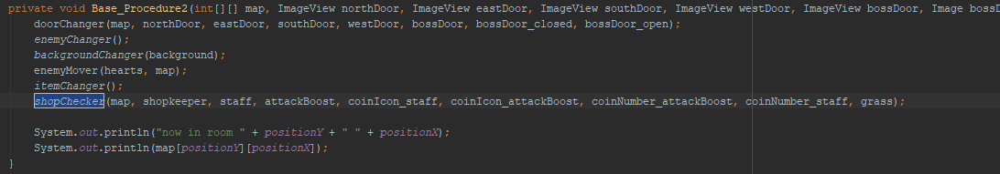 private void Base_Procedure2(int[][] map, ImageView northDoor, ImageView eastDoor, ImageView southDoor, ImageView westDoor, ImageView bossDoor, Image bossD
doorChanger(map, northDoor, eastDoor, southDoor, westDoor, bossDoor, bossDoor_closed, bossDoor_open);
enemyChanger();
backgroundChanger(background);
enemyMover(hearts, map);
itemChanger();
shopChecker(map, shopkeeper, staff, attackBoost, coinIcon_staff, coinIcon_attackBoost, coinNumber_attackBoost, coinNumber_staff, grass);
System.out.println("now in room " + positionY + " " + positionX);
System.out.println(map[positionY][positionX]);
}